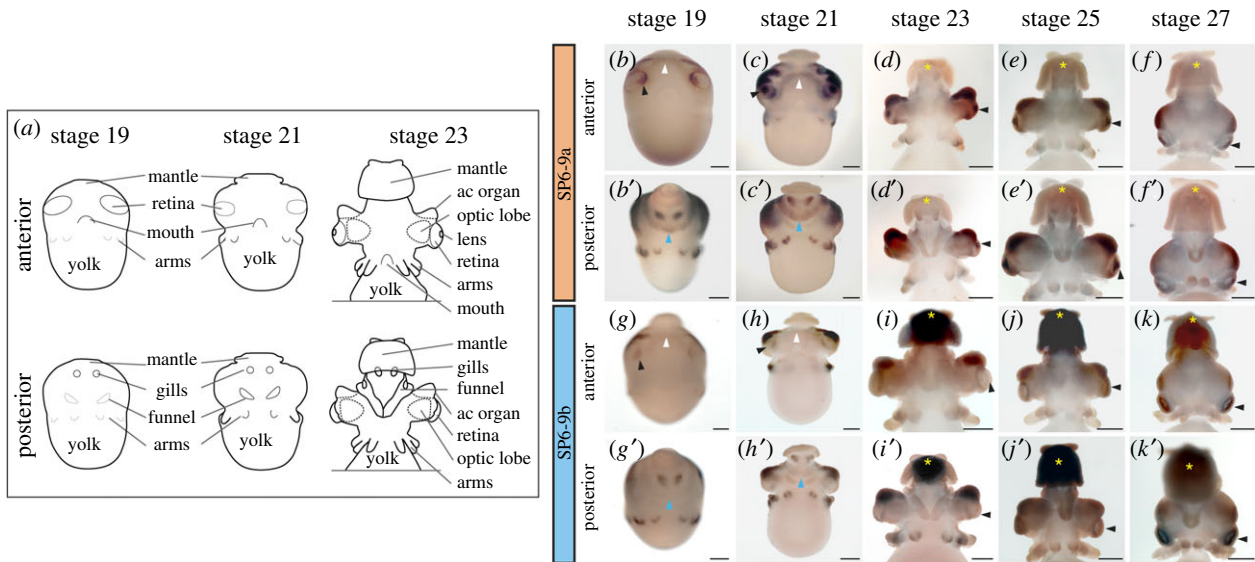 (a)
stage 19
stage 21
stage 23
anterior
mantle
retina
mouth
arms
yolk
yolk
mantle
ac organ
optic lobe
lens
retina
arms
mouth
yolk
posterior
mantle
gills
funnel
arms
yolk
yolk
mantle
gills
funnel
ac organ
retina
optic lobe
arms
yolk
stage 19 stage 21 stage 23 stage 25 stage 27
SP6-9a
anterior
(b) (c) (d) (e) (f)
* * *
posterior
(b′) (c′) (d′) (e′) (f′)
* * *
SP6-9b
anterior
(g) (h) (i) (j) (k)
* * *
posterior
(g′) (h′) (i′) (j′) (k′)
* * *